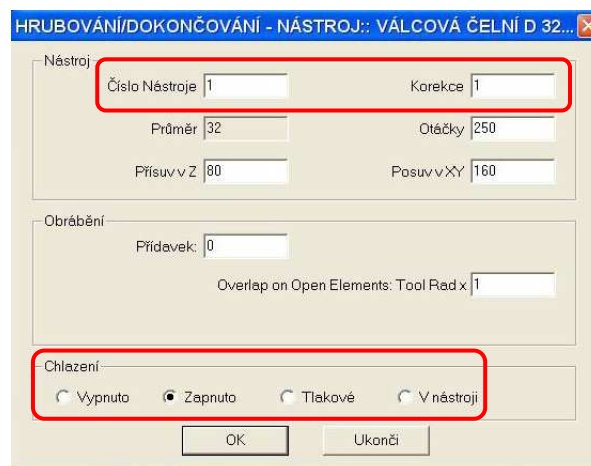 HRUBOVÁNÍ/DOKONČOVÁNÍ - NÁSTROJ:: VÁLCOVÁ ČELNÍ D 32...
Nástroj
Číslo Nástroje 1 Korekce 1
Průměr 32 Otáčky 250
Přísuv v Z 80 Posuv v XY 160
Obrábění
Přídavek: 0
Overlap on Open Elements: Tool Rad x 1
Chlazení
Vypnuto Zapnuto Tlakové V nástroji
OK Ukonči